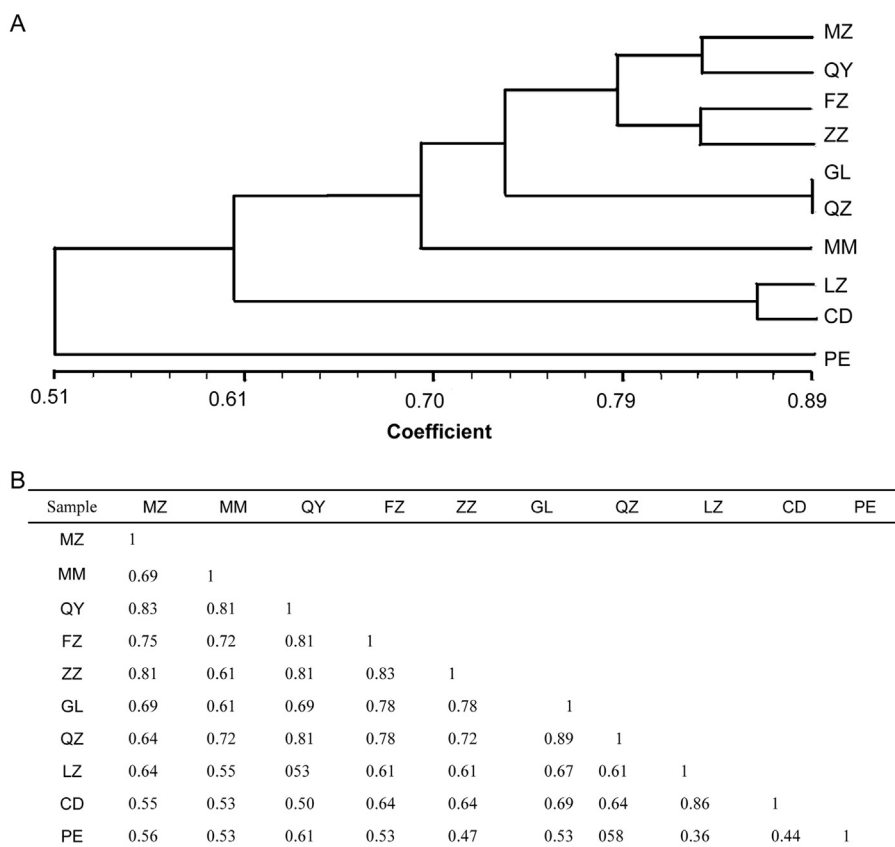 A
MZ
QY
FZ
ZZ
GL
QZ
MM
LZ
CD
PE
0.51 0.61 0.70 0.79 0.89
Coefficient
B
Sample MZ MM QY FZ ZZ GL QZ LZ CD PE
MZ 1
MM 0.69 1
QY 0.83 0.81 1
FZ 0.75 0.72 0.81 1
ZZ 0.81 0.61 0.81 0.83 1
GL 0.69 0.61 0.69 0.78 0.78 1
QZ 0.64 0.72 0.81 0.78 0.72 0.89 1
LZ 0.64 0.55 053 0.61 0.61 0.67 0.61 1
CD 0.55 0.53 0.50 0.64 0.64 0.69 0.64 0.86 1
PE 0.56 0.53 0.61 0.53 0.47 0.53 058 0.36 0.44 1